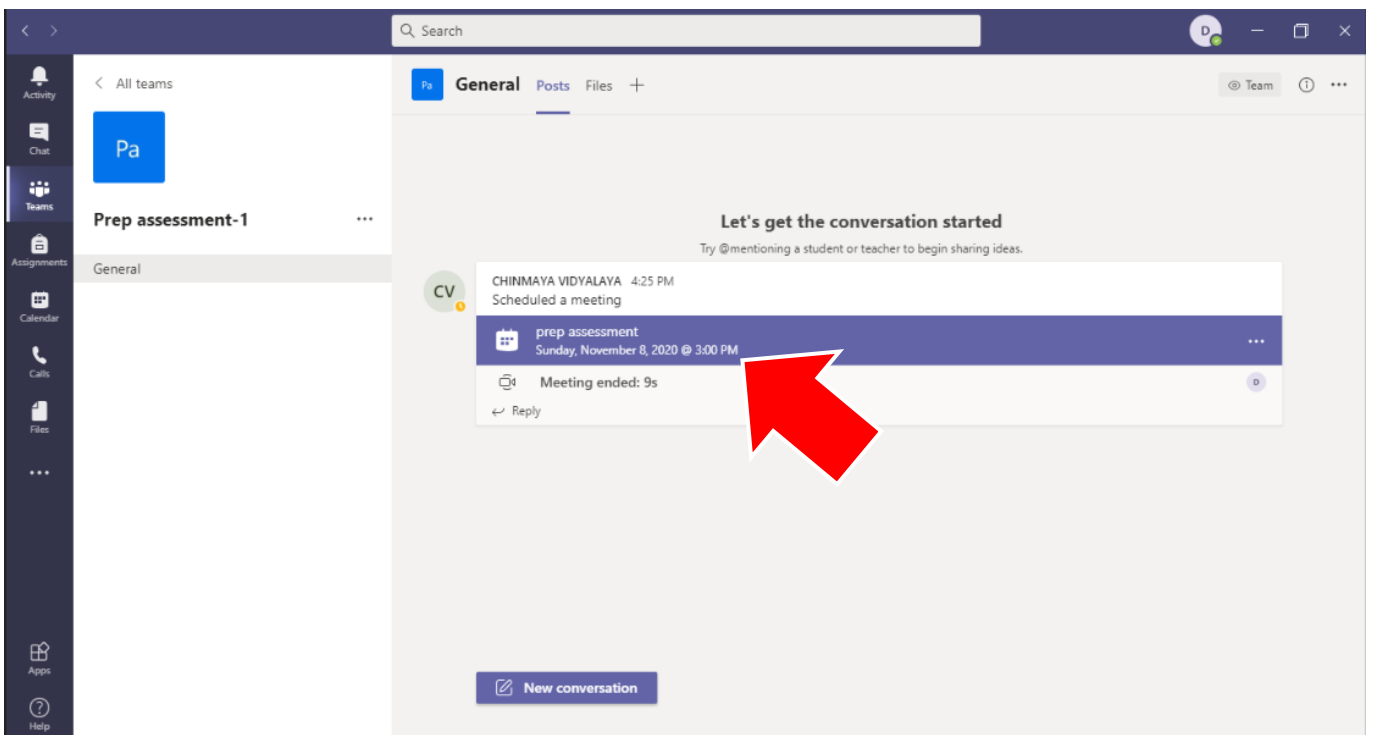 Search
D
Activity
Chat
Teams
Assignments
Calendar
Calls
Files
Apps
Help
All teams
Pa
Prep assessment-1
General
Pa
General Posts Files
Team
Let's get the conversation started
Try @mentioning a student or teacher to begin sharing ideas.
CV
CHINMAYA VIDYALAYA 4:25 PM
Scheduled a meeting
prep assessment
Sunday, November 8, 2020 @ 3:00 PM
Meeting ended: 9s
D
Reply
New conversation